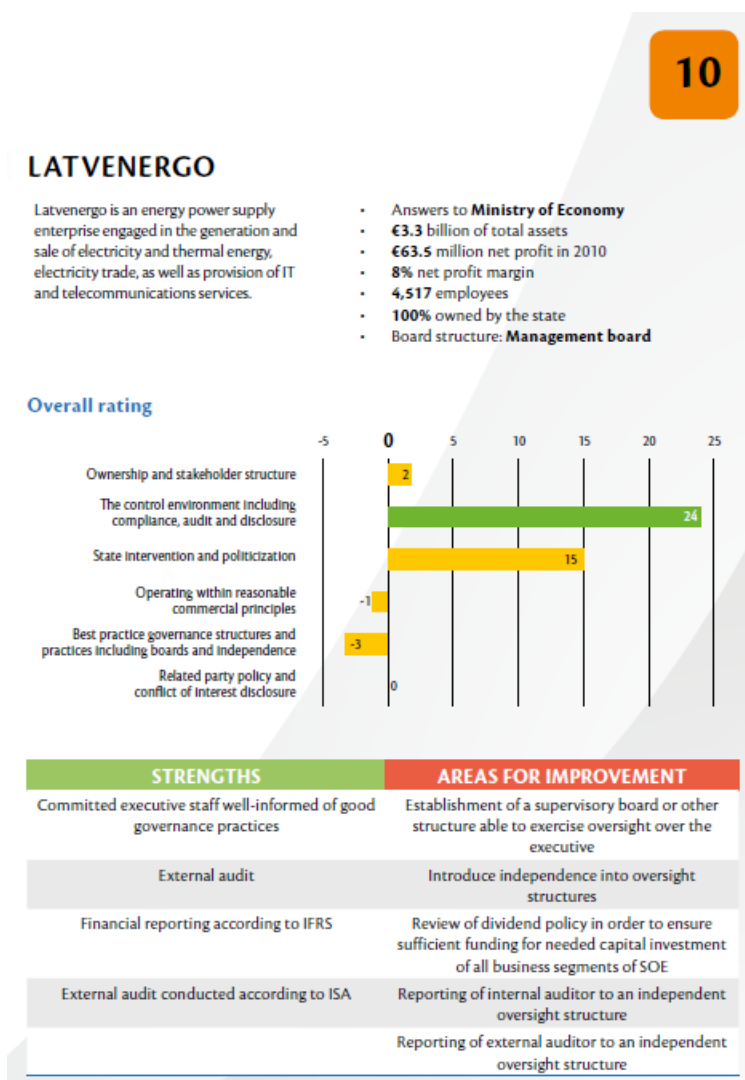 10
LATVENERGO
Latvenergo is an energy power supply
enterprise engaged in the generation and
sale of electricity and thermal energy,
electricity trade, as well as provision of IT
and telecommunications services.
• Answers to Ministry of Economy
• €3.3 billion of total assets
• €63.5 million net profit in 2010
• 8% net profit margin
• 4,517 employees
• 100% owned by the state
• Board structure: Management board
Overall rating
-5 0 5 10 15 20 25
Ownership and stakeholder structure 2
The control environment including
compliance, audit and disclosure 24
State intervention and politicization 15
Operating within reasonable
commercial principles -1
Best practice governance structures and
practices including boards and independence -3
Related party policy and
conflict of interest disclosure 0
STRENGTHS
AREAS FOR IMPROVEMENT
Committed executive staff well-informed of good
governance practices
Establishment of a supervisory board or other
structure able to exercise oversight over the
executive
External audit
Introduce independence into oversight
structures
Financial reporting according to IFRS
Review of dividend policy in order to ensure
sufficient funding for needed capital investment
of all business segments of SOE
External audit conducted according to ISA
Reporting of internal auditor to an independent
oversight structure
Reporting of external auditor to an independent
oversight structure